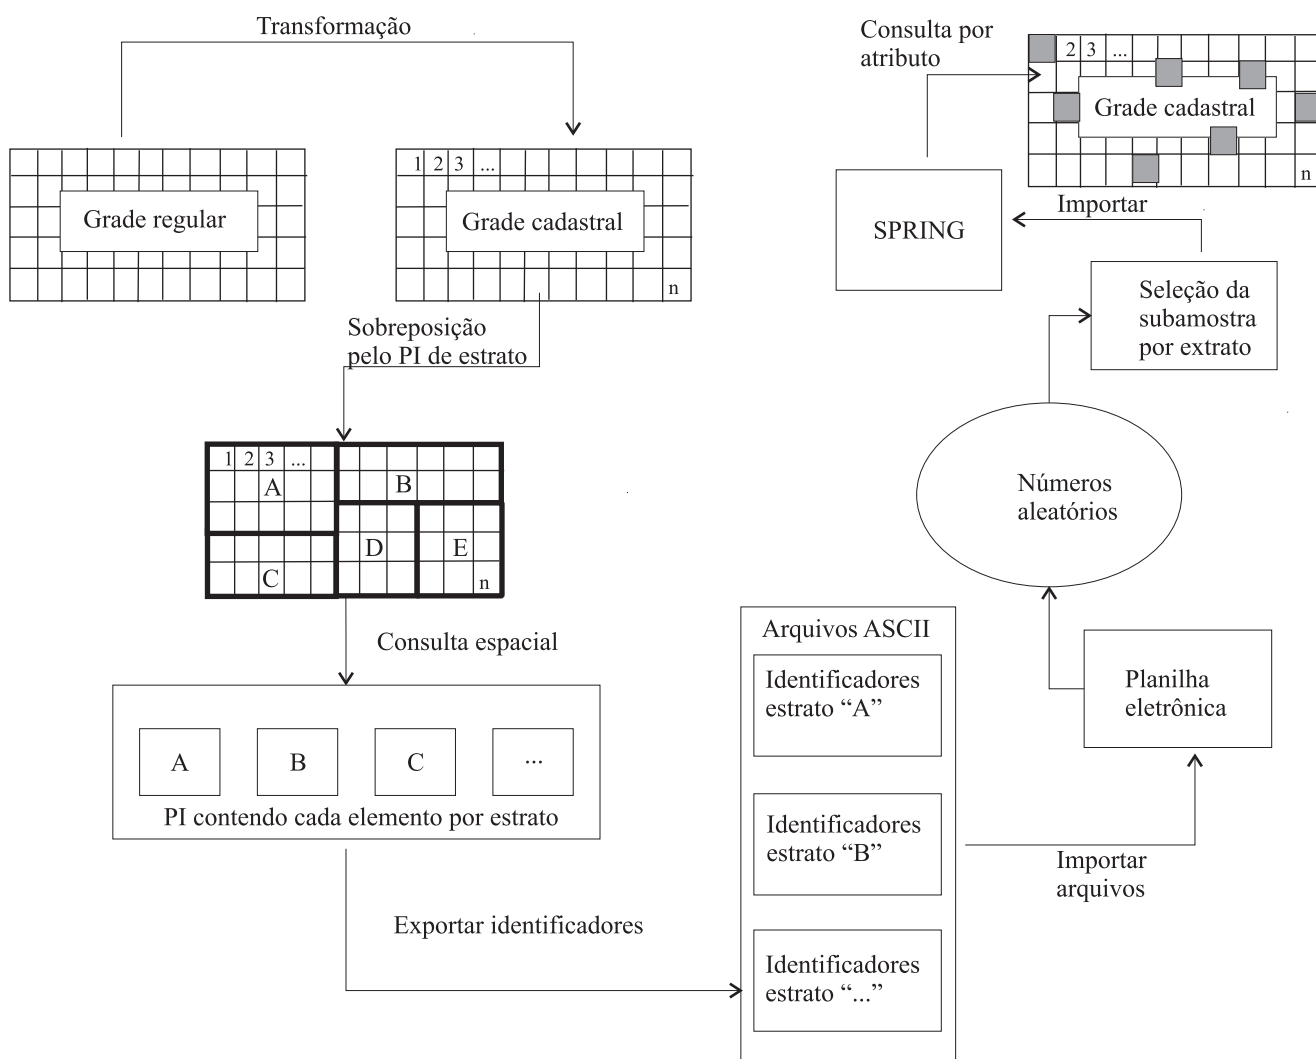 Transformação
Grade regular
1 2 3 ...
Grade cadastral
n
Sobreposição
pelo PI de estrato
1 2 3 ...
A
B
C
D
E
n
Consulta espacial
A
B
C
...
PI contendo cada elemento por estrato
Exportar identificadores
Arquivos ASCII
Identificadores
estrato “A”
Identificadores
estrato “B”
Identificadores
estrato “...”
Importar
arquivos
Planilha
eletrônica
Números
aleatórios
Seleção da
subamostra
por extrato
Importar
SPRING
Consulta por
atributo
2 3 ...
Grade cadastral
n